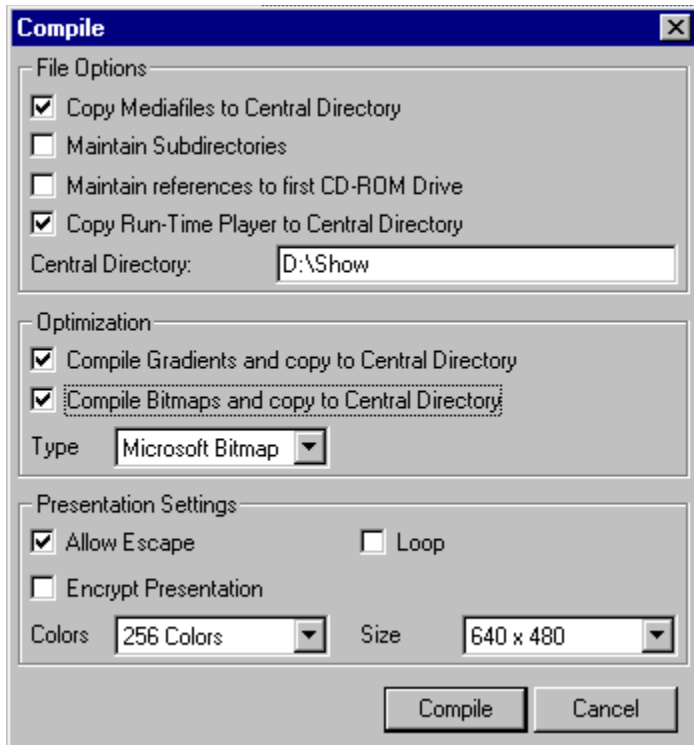 Compile
File Options
Copy Mediafiles to Central Directory
Maintain Subdirectories
Maintain references to first CD-ROM Drive
Copy Run-Time Player to Central Directory
Central Directory: D:\Show
Optimization
Compile Gradients and copy to Central Directory
Compile Bitmaps and copy to Central Directory
Type Microsoft Bitmap
Presentation Settings
Allow Escape Loop
Encrypt Presentation
Colors 256 Colors Size 640 x 480
Compile Cancel